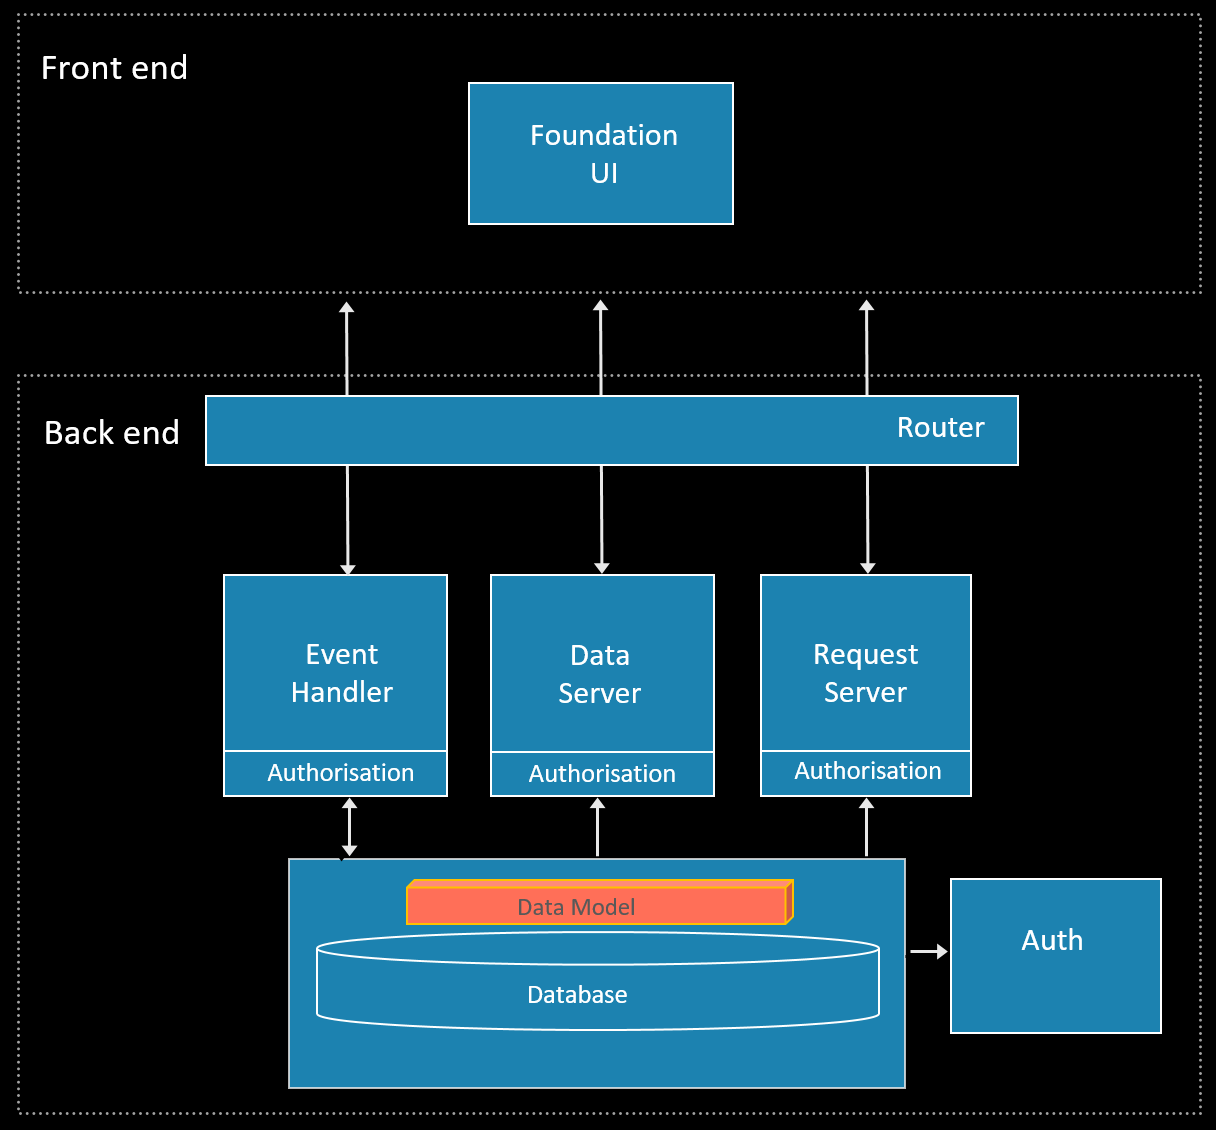 Front end
Foundation
UI
Back end
Router
Event
Handler
Authorisation
Data
Server
Authorisation
Request
Server
Authorisation
Data Model
Database
Auth